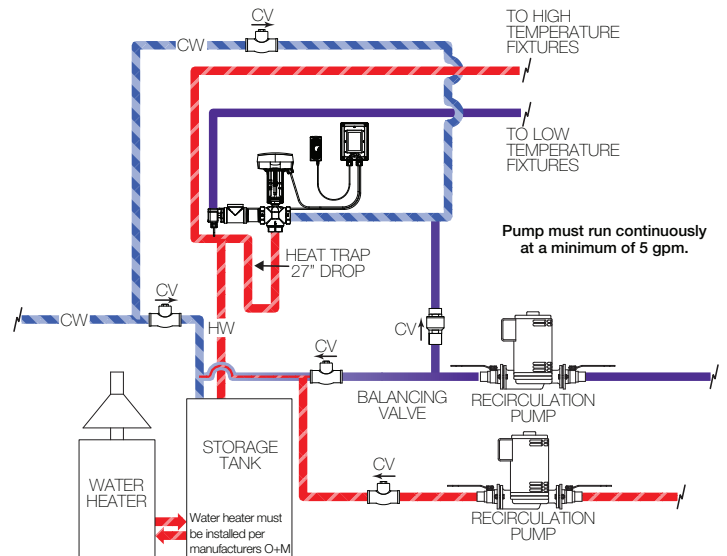 CV
CW
TO HIGH
TEMPERATURE
FIXTURES
TO LOW
TEMPERATURE
FIXTURES
Pump must run continuously
at a minimum of 5 gpm.
HEAT TRAP
27" DROP
CV
CW
HW
CV
CV
BALANCING
VALVE
RECIRCULATION
PUMP
STORAGE
TANK
WATER
HEATER
CV
Water heater must
be installed per
manufacturers O+M
RECIRCULATION
PUMP